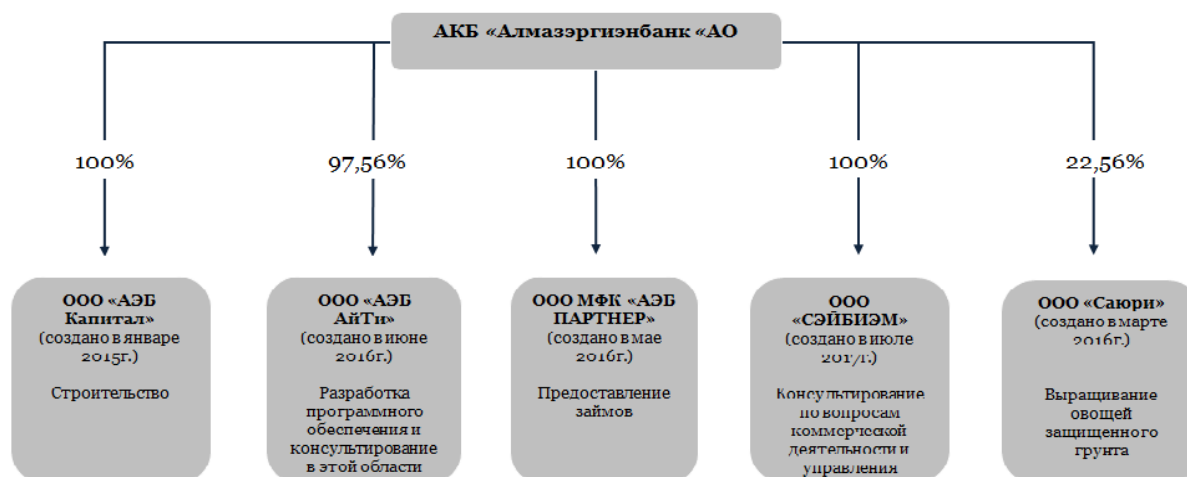 АКБ «Алмазэргиэнбанк «АО
100%
97,56%
100%
100%
22,56%
ООО «АЭБ
Капитал»
(создано в январе
2015г.)
Строительство
ООО «АЭБ
АйТи»
(создано в июне
2016г.)
Разработка
программного
обеспечения и
консультирование
в этой области
ООО МФК «АЭБ
ПАРТНЕР»
(создано в мае
2016г.)
Предоставление
займов
ООО
«СЭЙБИЭМ»
(создано в июле
2017г.)
Консультирование
по вопросам
коммерческой
деятельности и
управления
ООО «Саюри»
(создано в марте
2016г.)
Выращивание
овощей
защищенного
грунта